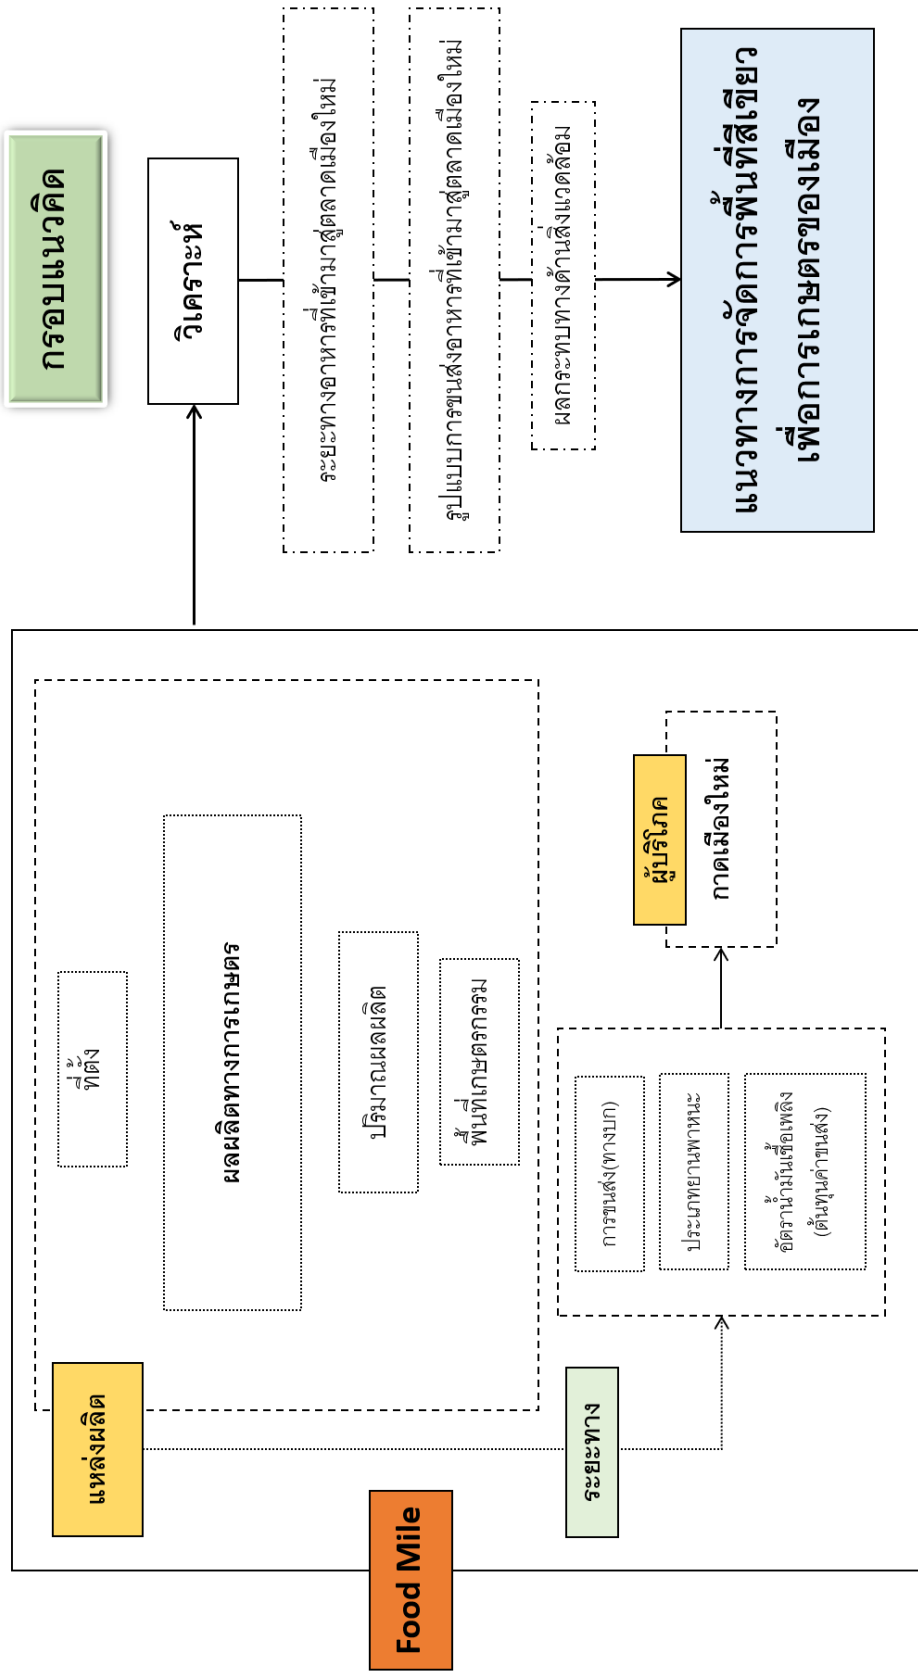 กรอบแนวคิด
Food Mile
แหล่งผลิต
ที่ตั้ง
ผลผลิตทางการเกษตร
ปริมาณผลผลิต
พื้นที่เกษตรกรรม
ระยะทาง
การขนส่ง(ทางบก)
ประเภทยานพาหนะ
อัตราน้ำมันเชื้อเพลิง
(ต้นทุนค่าขนส่ง)
ผู้บริโภค
กาดเมืองใหม่
วิเคราะห์
ระยะทางอาหารที่เข้ามาสู่ตลาดเมืองใหม่
รูปแบบการขนส่งอาหารที่เข้ามาสู่ตลาดเมืองใหม่
ผลกระทบทางด้านสิ่งแวดล้อม
แนวทางการจัดการพื้นที่สีเขียว
เพื่อการเกษตรของเมือง